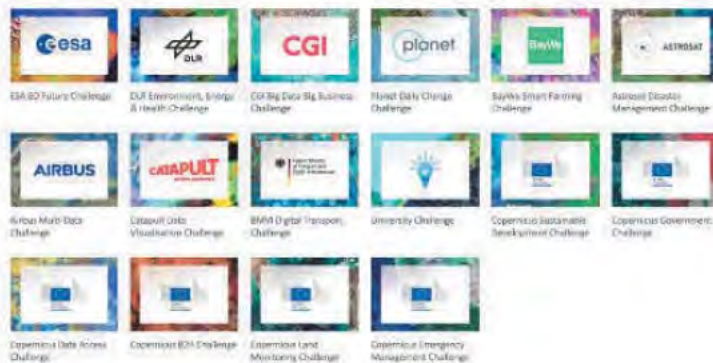 esa
DLR
CGI
planet
BayWa
ASTROSAT
ESA EO Future Challenge
DLR Environment, Energy
& Health Challenge
CGI Big Data Big Business
Challenge
Planet Daily Change
Challenge
BayWa Smart Farming
Challenge
Astrosat Disaster
Management Challenge
AIRBUS
CATAPULT
Airbus Multi-Data
Challenge
Catapult Data
Visualisation Challenge
BMVI Digital Transport
Challenge
University Challenge
Copernicus Sustainable
Development Challenge
Copernicus Government
Challenge
Copernicus Data Access
Challenge
Copernicus B2H Challenge
Copernicus Land
Monitoring Challenge
Copernicus Emergency
Management Challenge